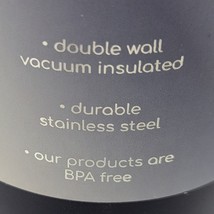 • double wall
vacuum insulated
• durable
stainless steel
• our products are
BPA free